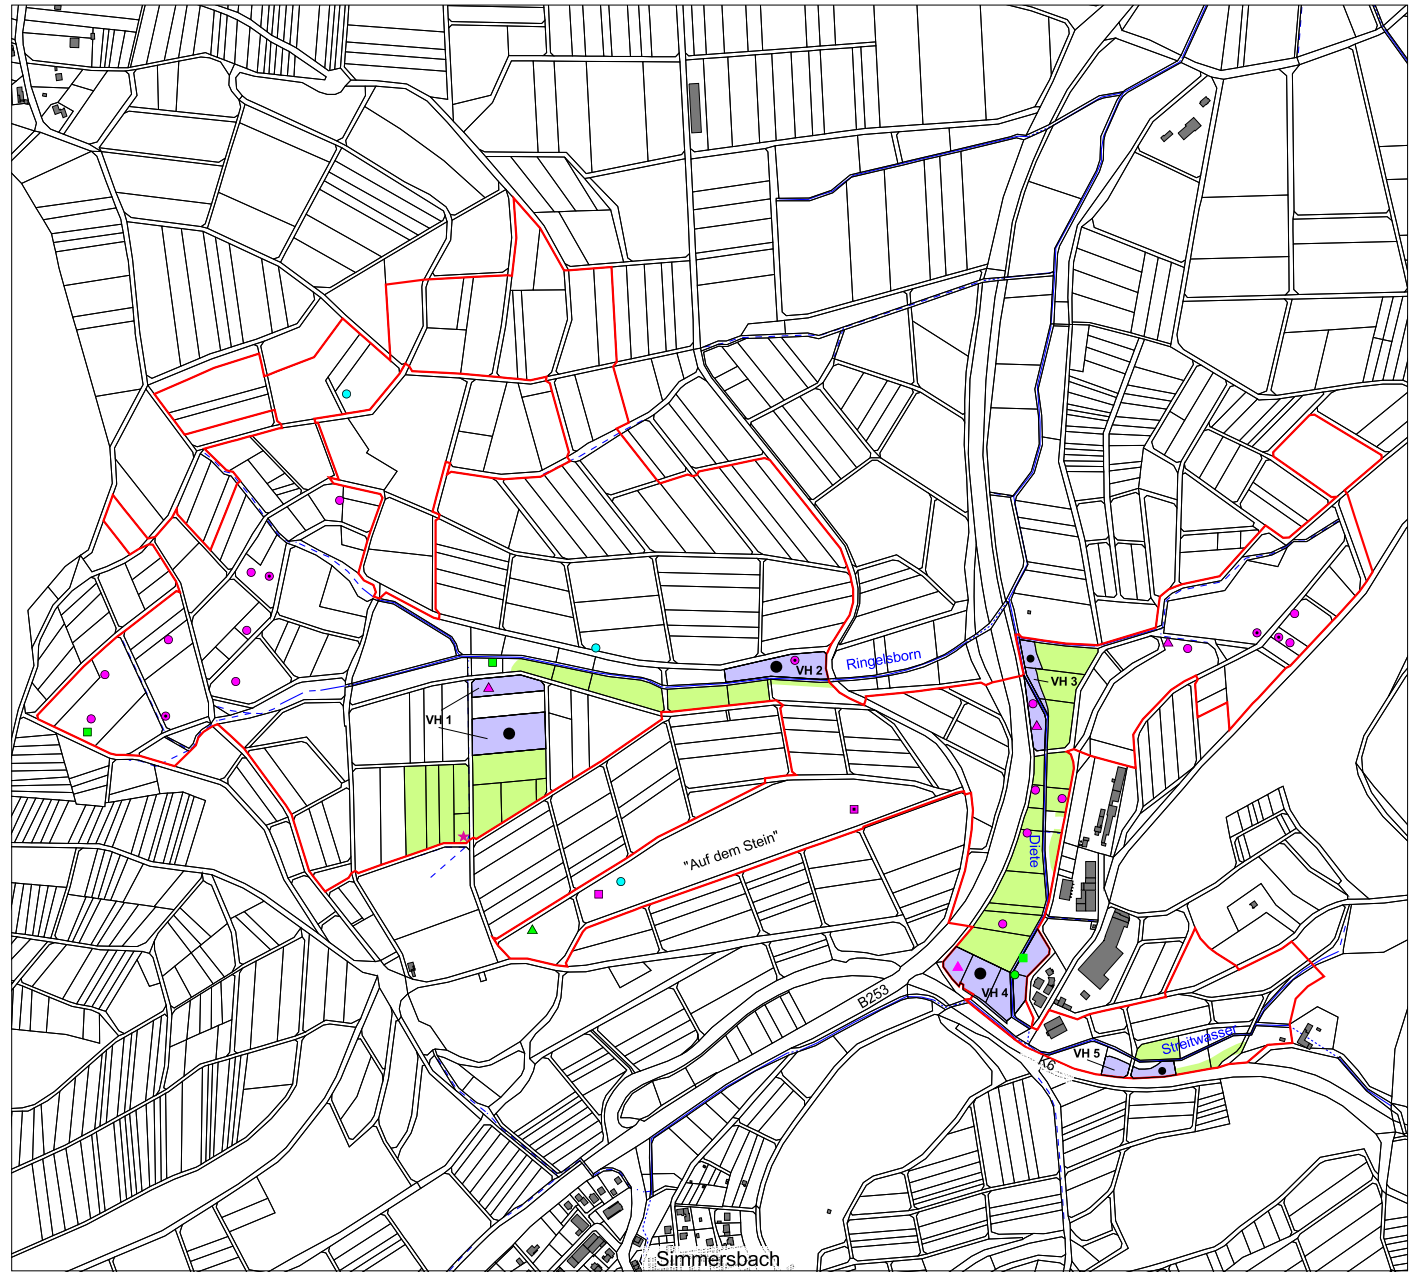 Ringelsborn
VH 2
VH 3
VH 1
"Auf dem Stein"
Diete
VH 4
B253
Streitwasser
VH 5
K6
Simmersbach